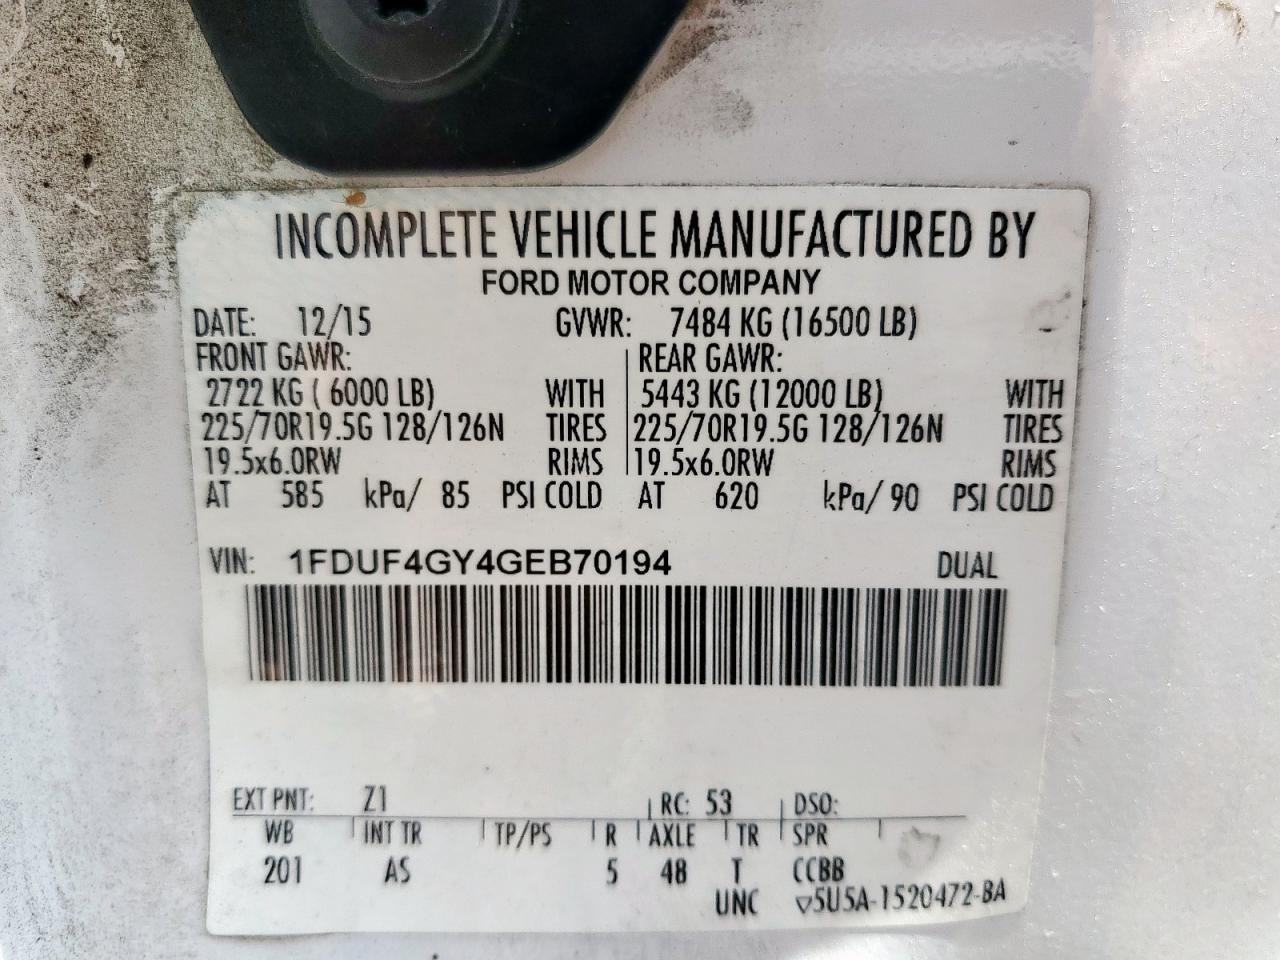 INCOMPLETE VEHICLE MANUFACTURED BY
FORD MOTOR COMPANY
DATE: 12/15 GVWR: 7484 KG (16500 LB)
FRONT GAWR: REAR GAWR:
2722 KG ( 6000 LB) WITH 5443 KG (12000 LB) WITH
225/70R19.5G 128/126N TIRES 225/70R19.5G 128/126N TIRES
19.5x6.0RW RIMS 19.5x6.0RW RIMS
AT 585 kPa/ 85 PSI COLD AT 620 kPa/ 90 PSI COLD
VIN: 1FDUF4GY4GEB70194 DUAL
EXT PNT: Z1 RC: 53 DSO:
WB INT TR TP/PS R AXLE TR SPR
201 AS 5 48 T CCBB
UNC ▽5U5A-1520472-BA